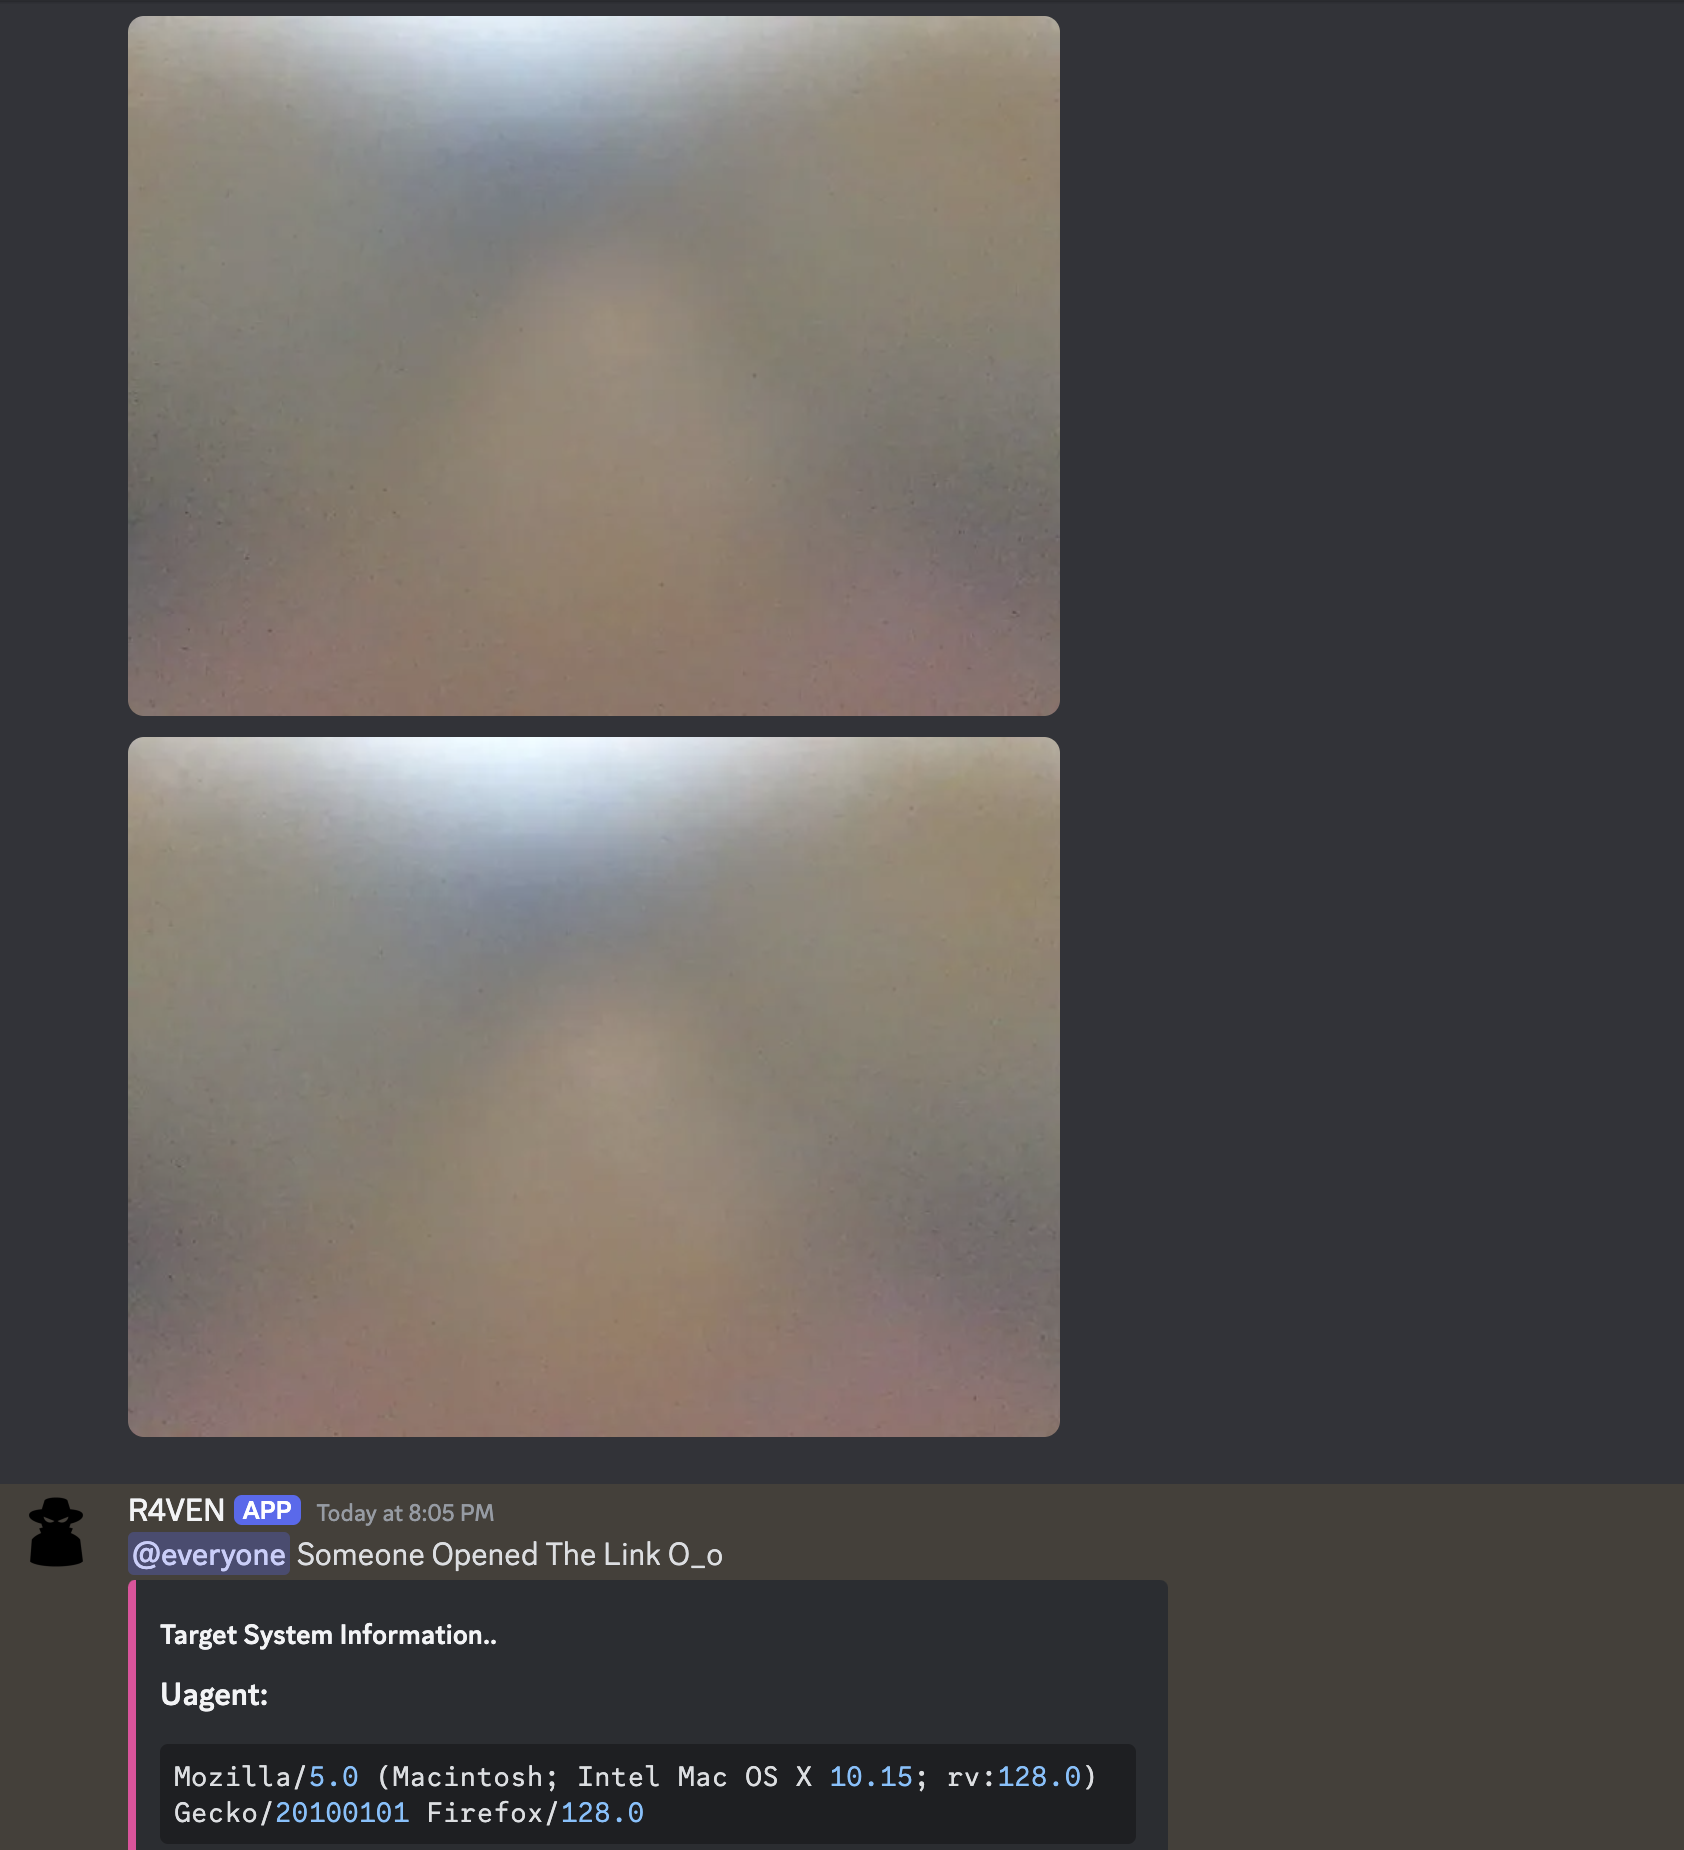 R4VEN APP Today at 8:05 PM
@everyone Someone Opened The Link O_o
Target System Information..
Uagent:
Mozilla/5.0 (Macintosh; Intel Mac OS X 10.15; rv:128.0)
Gecko/20100101 Firefox/128.0